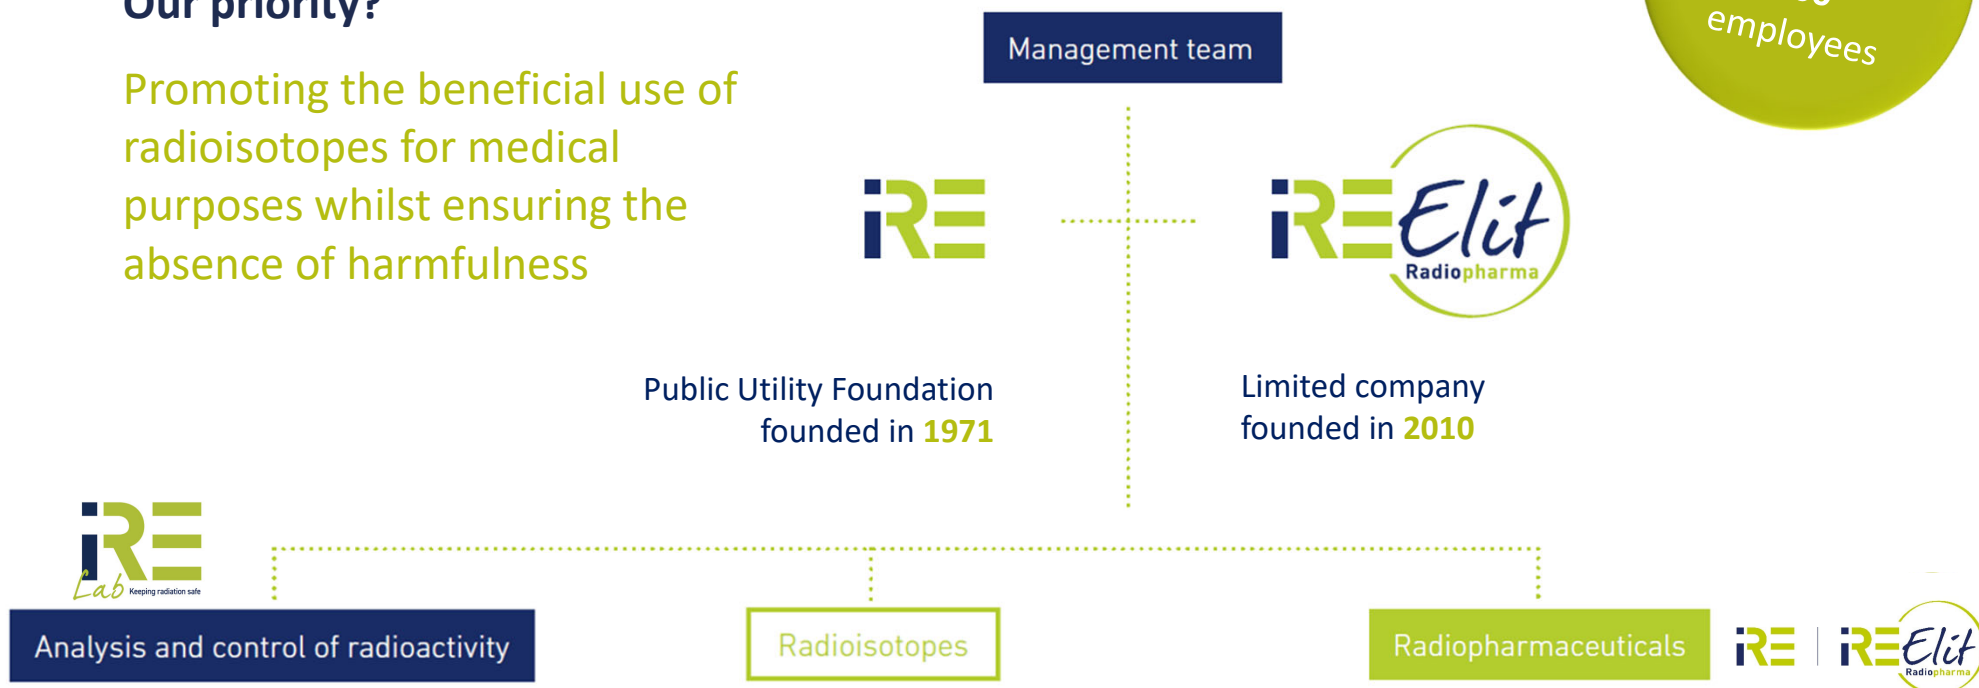 Our priority?
Promoting the beneficial use of
radioisotopes for medical
purposes whilst ensuring the
absence of harmfulness
employees
Management team
iRE
iRE Elit
Radiopharma
Public Utility Foundation
founded in 1971
Limited company
founded in 2010
iRE
Lab Keeping radiation safe
Analysis and control of radioactivity
Radioisotopes
Radiopharmaceuticals
iRE | iRE Elit
Radiopharma